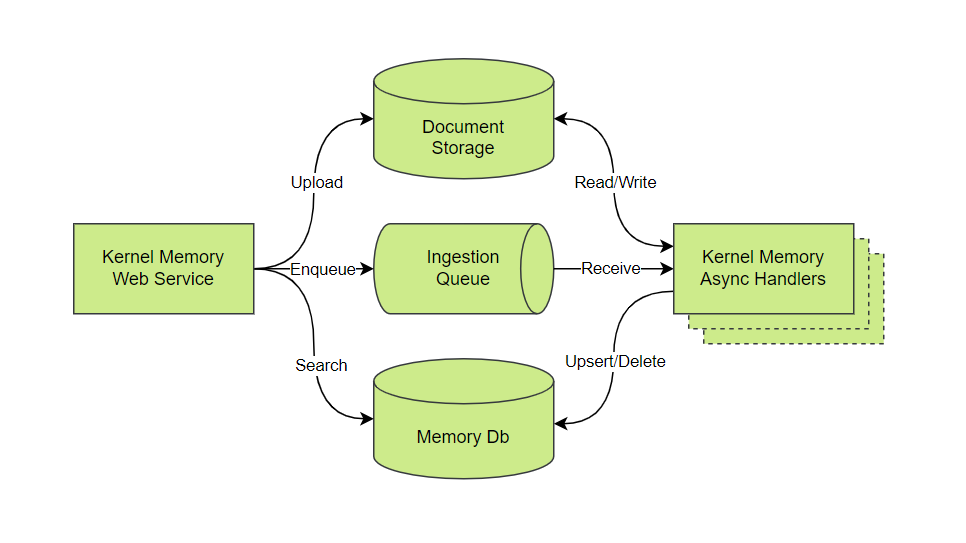 Document
Storage
Upload
Read/Write
Kernel Memory
Web Service
Enqueue
Ingestion
Queue
Receive
Kernel Memory
Async Handlers
Search
Upsert/Delete
Memory Db